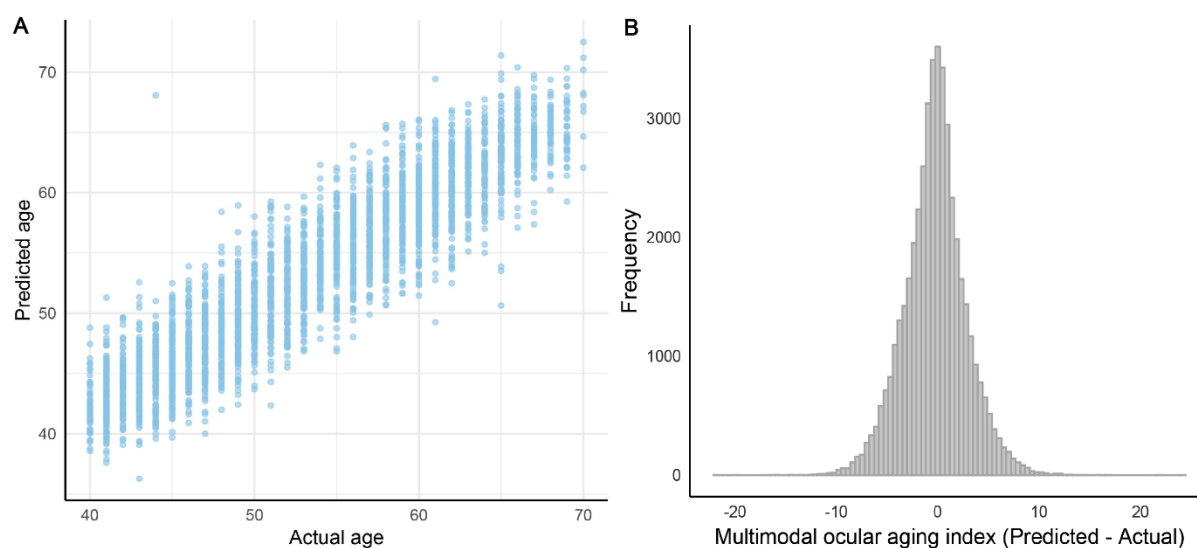 A
Predicted age
70
60
50
40
40 50 60 70
Actual age
B
Frequency
3000
2000
1000
0
-20 -10 0 10 20
Multimodal ocular aging index (Predicted - Actual)